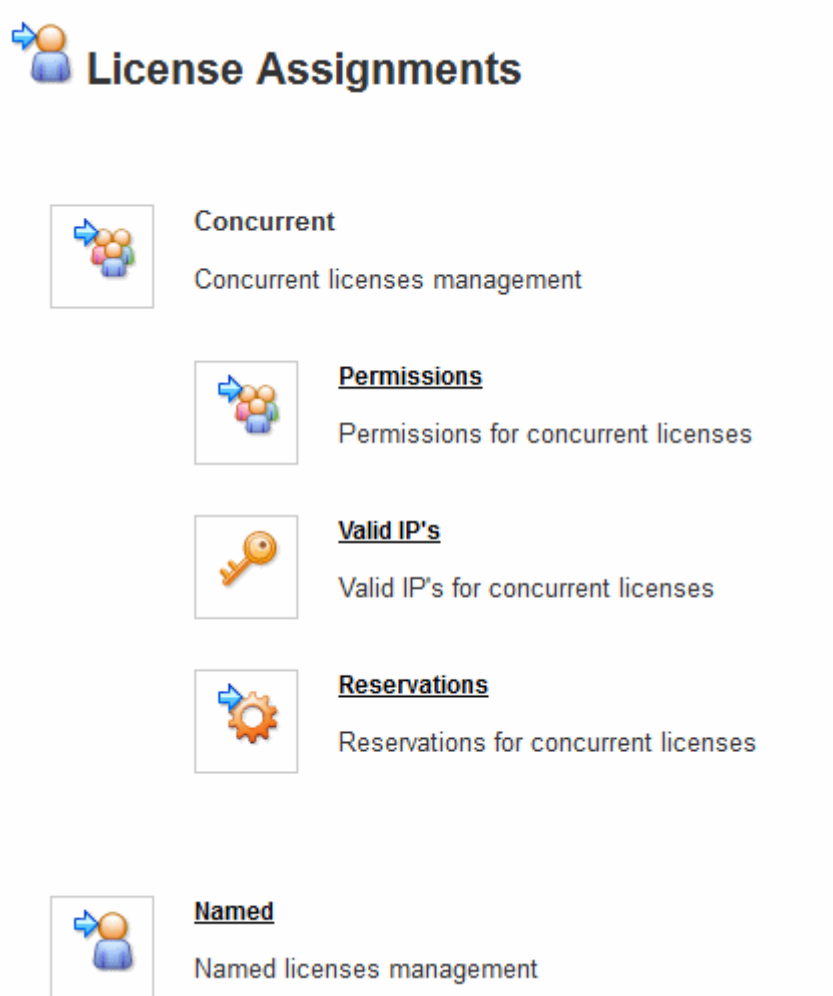 License Assignments
Concurrent
Concurrent licenses management
Permissions
Permissions for concurrent licenses
Valid IP's
Valid IP's for concurrent licenses
Reservations
Reservations for concurrent licenses
Named
Named licenses management